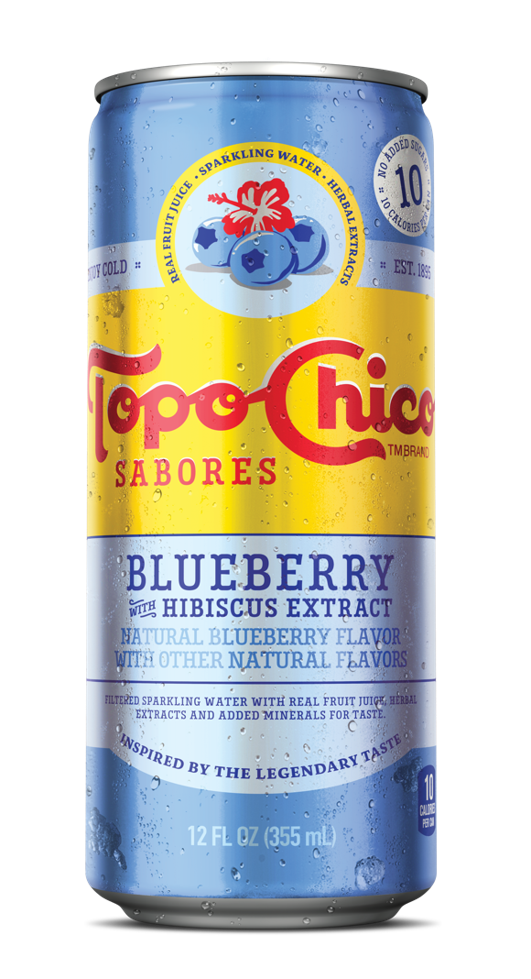 REAL FRUIT JUICE • SPARKLING WATER • HERBAL EXTRACTS
NO ADDED SUGAR
10
10 CALORIES PER
COLD
EST. 1895
Topo Chico
TM BRAND
SABORES
BLUEBERRY
WITH HIBISCUS EXTRACT
NATURAL BLUEBERRY FLAVOR
WITH OTHER NATURAL FLAVORS
FILTERED SPARKLING WATER WITH REAL FRUIT JUICE, HERBAL
EXTRACTS AND ADDED MINERALS FOR TASTE.
INSPIRED BY THE LEGENDARY TASTE
10
CALORIES
PER CAN
12 FL OZ (355 mL)